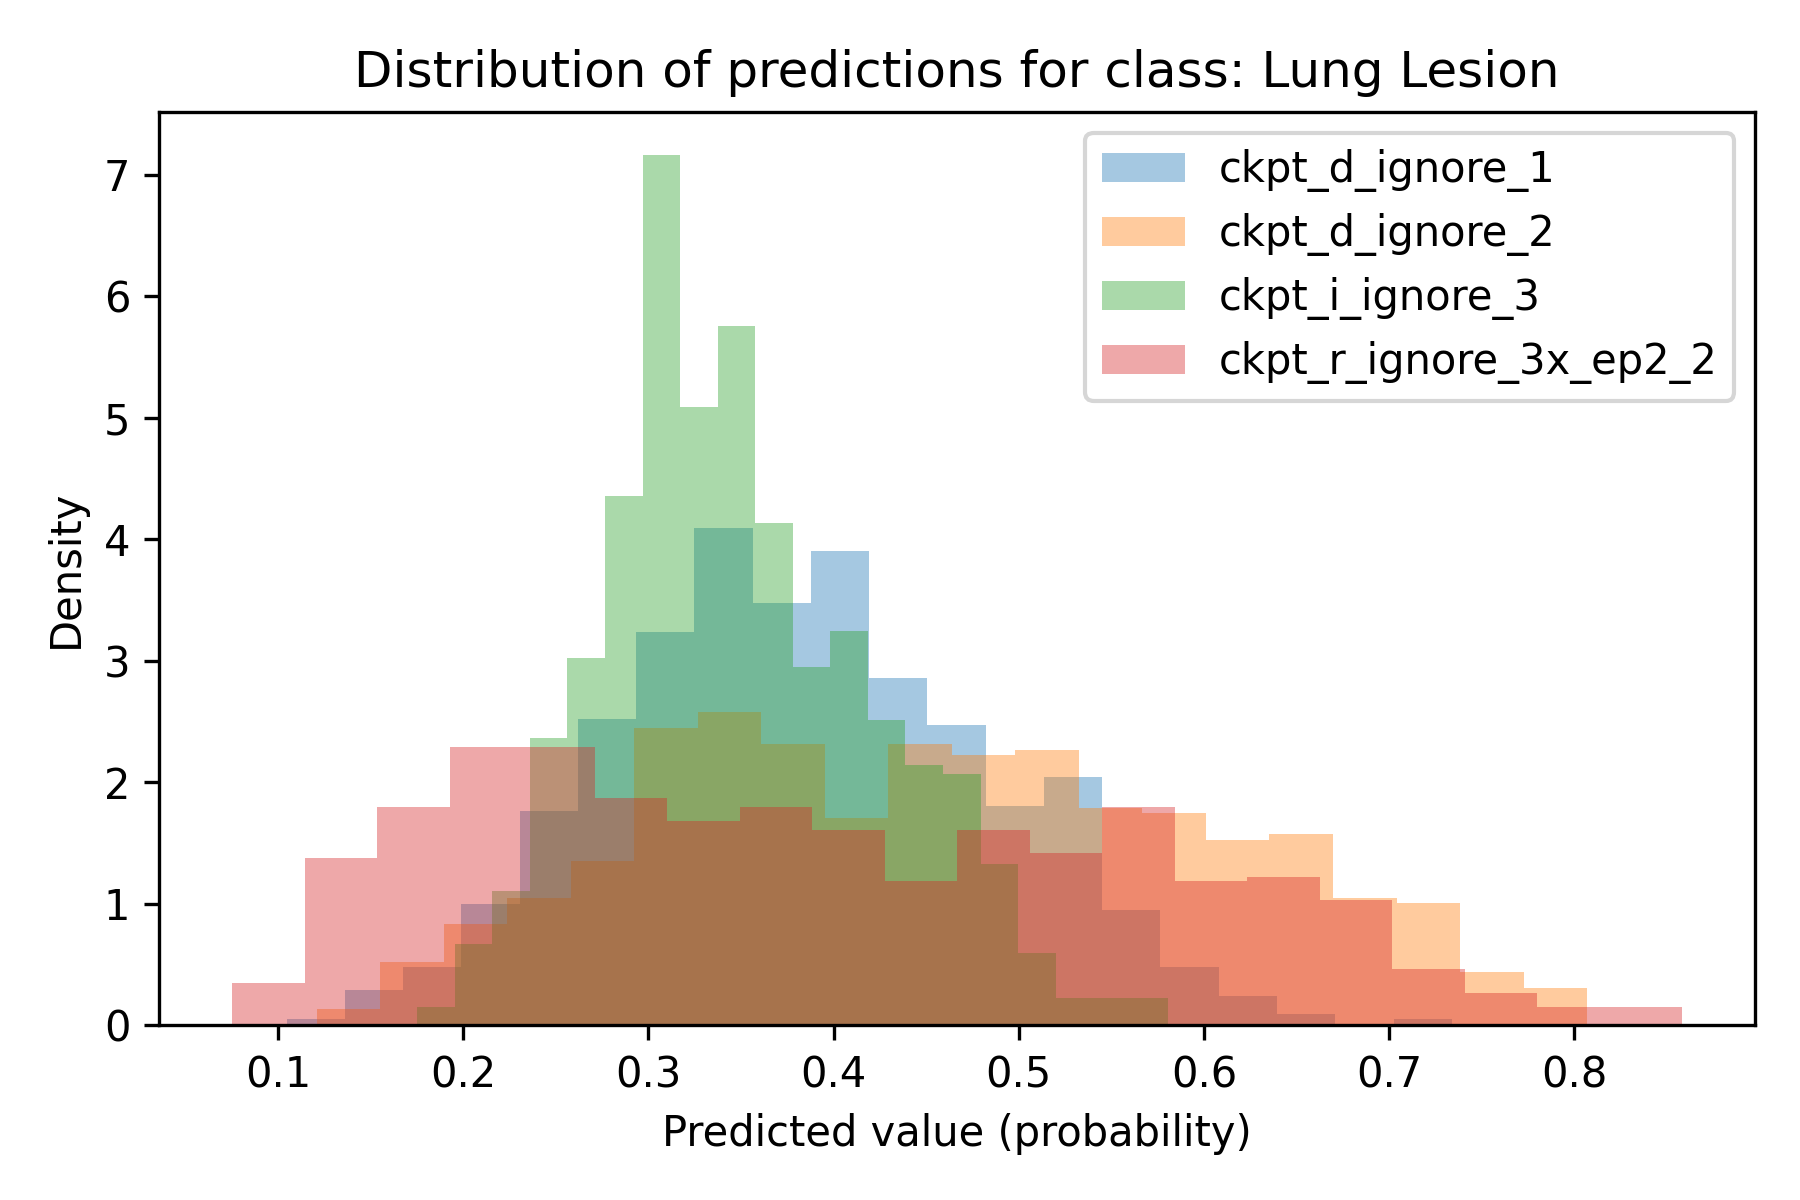 Distribution of predictions for class: Lung Lesion
ckpt_d_ignore_1
ckpt_d_ignore_2
ckpt_i_ignore_3
ckpt_r_ignore_3x_ep2_2
Density
7
6
5
4
3
2
1
0
0.1 0.2 0.3 0.4 0.5 0.6 0.7 0.8
Predicted value (probability)